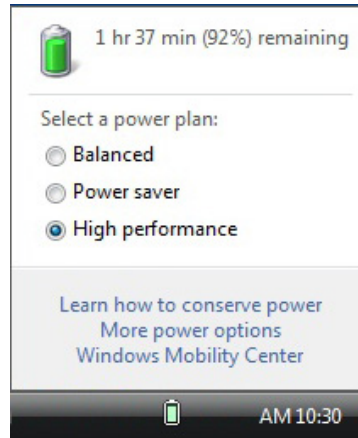 1 hr 37 min (92%) remaining
Select a power plan:
Balanced
Power saver
High performance
Learn how to conserve power
More power options
Windows Mobility Center
AM 10:30